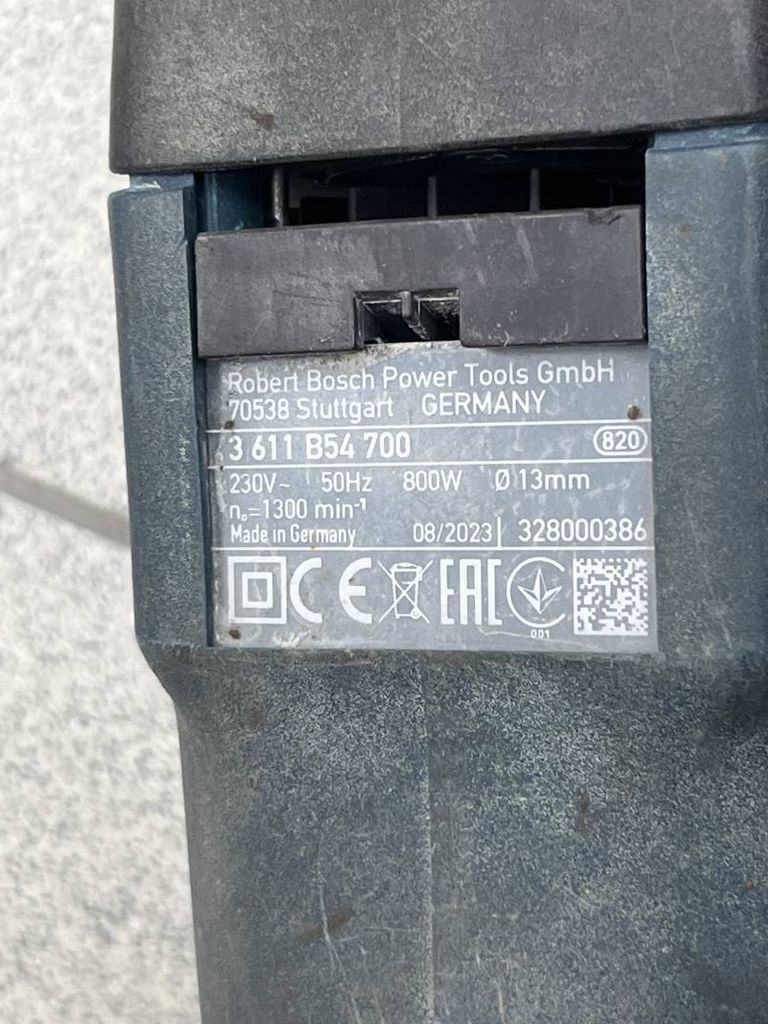 Robert Bosch Power Tools GmbH
70538 Stuttgart GERMANY
3 611 B54 700 820
230V~ 50Hz 800W Ø 13mm
n₀=1300 min⁻¹
Made in Germany 08/2023 328000386
CE EAC
001